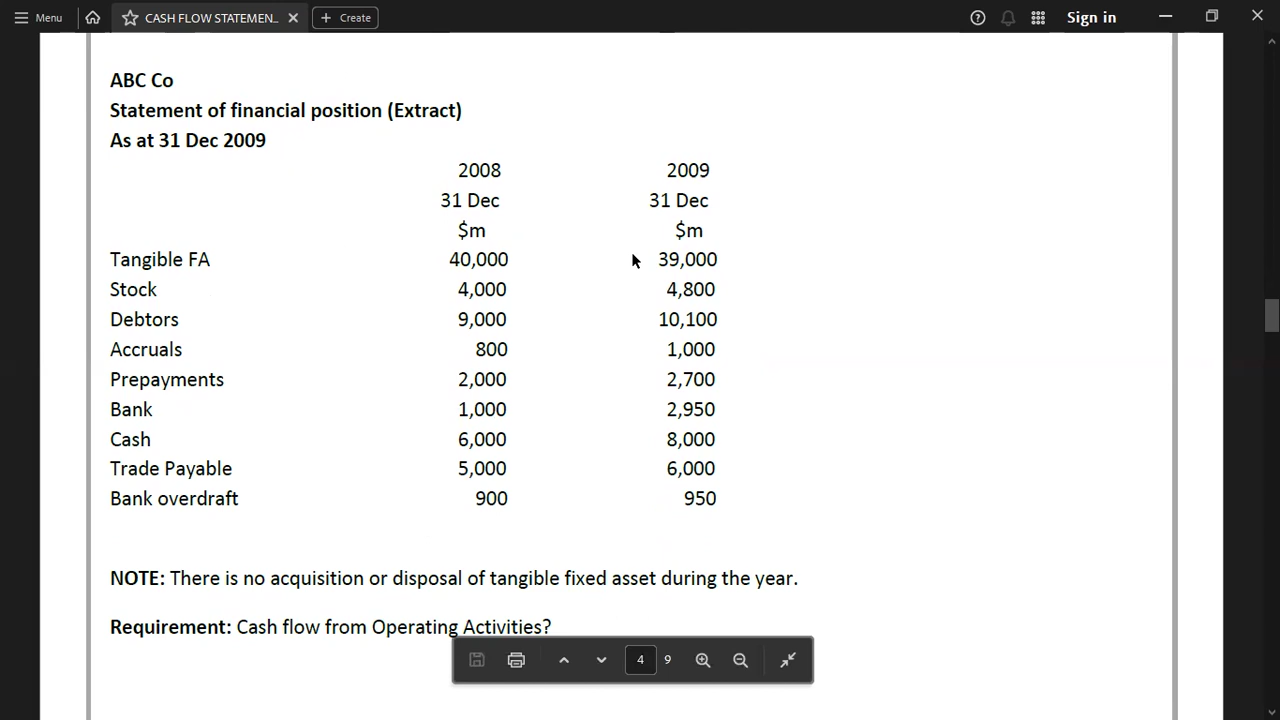 Menu CASH FLOW STATEMEN... Create Sign in
ABC Co
Statement of financial position (Extract)
As at 31 Dec 2009
2008 2009
31 Dec 31 Dec
$m $m
Tangible FA 40,000 39,000
Stock 4,000 4,800
Debtors 9,000 10,100
Accruals 800 1,000
Prepayments 2,000 2,700
Bank 1,000 2,950
Cash 6,000 8,000
Trade Payable 5,000 6,000
Bank overdraft 900 950
NOTE: There is no acquisition or disposal of tangible fixed asset during the year.
Requirement: Cash flow from Operating Activities?
4 9